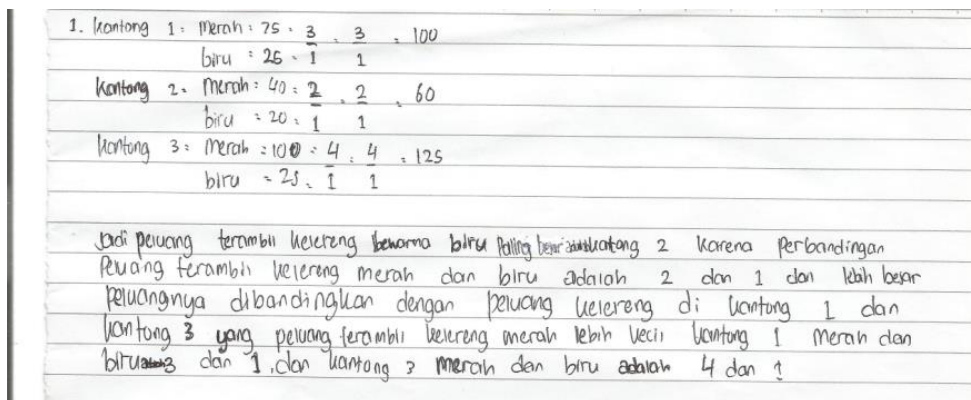 1. Kantong 1 : Merah : 75 = 3 : 3 = 100
biru : 25 = 1 1
Kantong 2 : Merah : 40 = 2 : 2 = 60
biru : 20 = 1 1
Kantong 3 : Merah : 100 = 4 : 4 = 125
biru = 25 = 1 1
Jadi peluang terambil kelereng bewarna biru paling besar kantong 2 karena perbandingan
Peluang terambil kelereng merah dan biru adalah 2 dan 1 dan lebih besar
peluangnya dibandingkan dengan peluang kelereng di kantong 1 dan
kantong 3 yang peluang terambil kelereng merah lebih kecil kantong 1 merah dan
biru 3 dan 1, dan kantong 3 merah dan biru adalah 4 dan 1